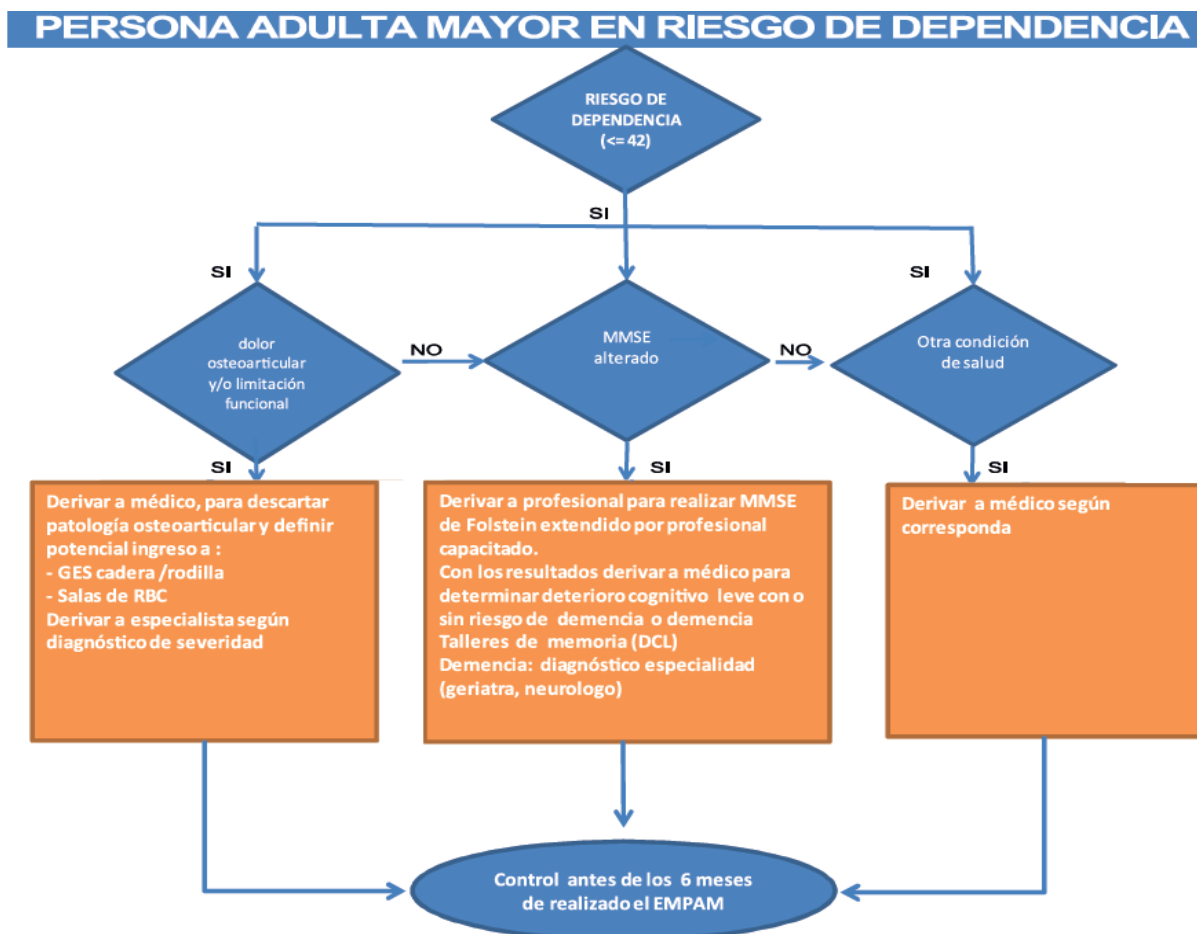 PERSONA ADULTA MAYOR EN RIESGO DE DEPENDENCIA
RIESGO DE
DEPENDENCIA
(<= 42)
SI
SI
SI
dolor
osteoarticular
y/o limitación
funcional
NO
MMSE
alterado
NO
Otra condición
de salud
SI
SI
SI
Derivar a médico, para descartar
patología osteoarticular y definir
potencial ingreso a :
- GES cadera /rodilla
- Salas de RBC
Derivar a especialista según
diagnóstico de severidad
Derivar a profesional para realizar MMSE
de Folstein extendido por profesional
capacitado.
Con los resultados derivar a médico para
determinar deterioro cognitivo leve con o
sin riesgo de demencia o demencia
Talleres de memoria (DCL)
Demencia: diagnóstico especialidad
(geriatra, neurologo)
Derivar a médico según
corresponda
Control antes de los 6 meses
de realizado el EMPAM